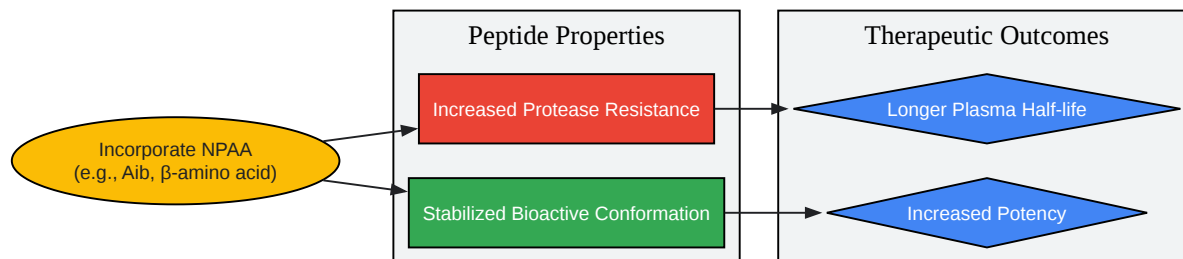 Peptide Properties
Therapeutic Outcomes
Incorporate NPAA
(e.g., Aib, β-amino acid)
Increased Protease Resistance
Longer Plasma Half-life
Stabilized Bioactive Conformation
Increased Potency